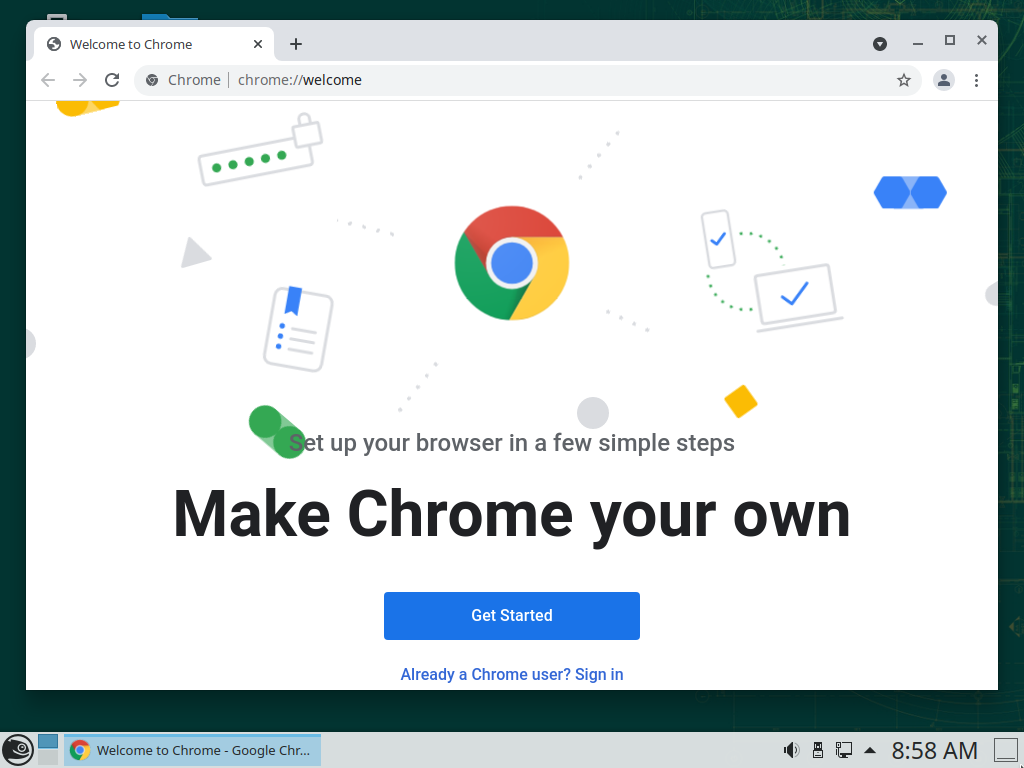 Welcome to Chrome
Chrome | chrome://welcome
Set up your browser in a few simple steps
Make Chrome your own
Get Started
Already a Chrome user? Sign in
Welcome to Chrome - Google Chr...
8:58 AM